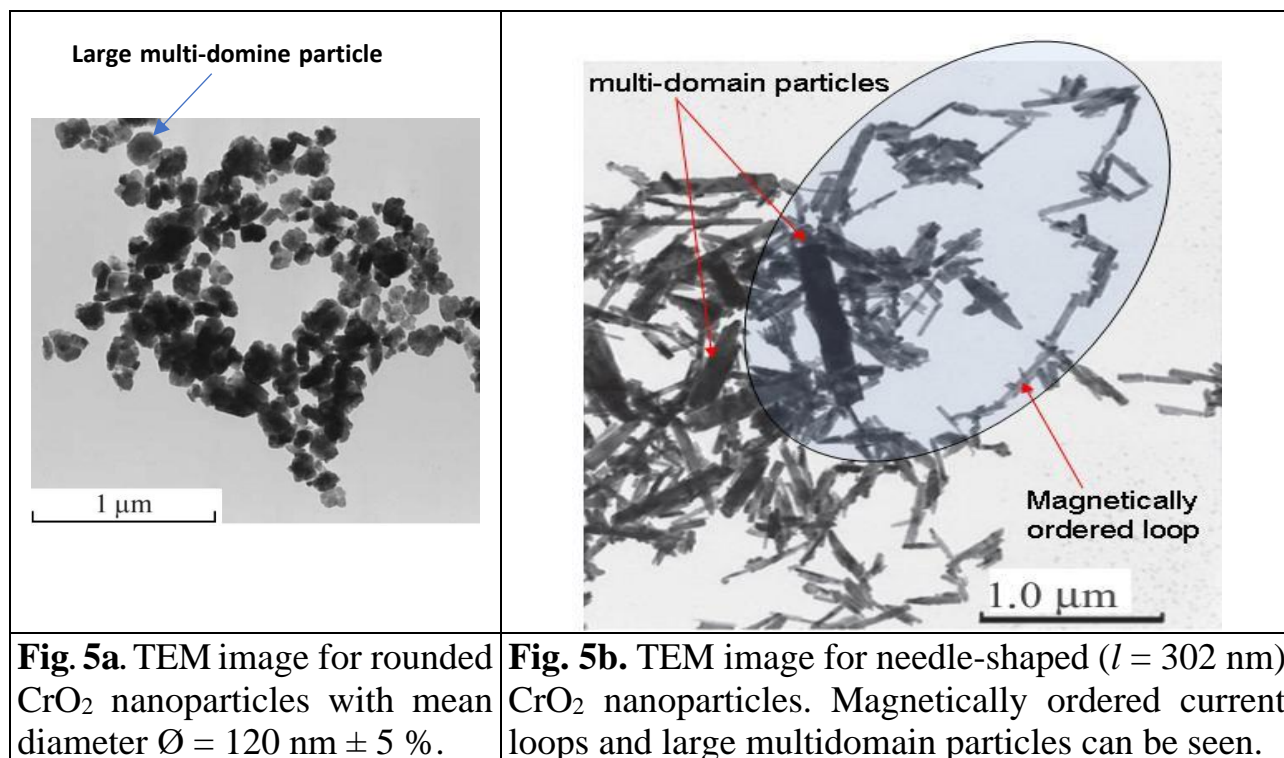 Large multi-domine particle
1 μm
multi-domain particles
Magnetically
ordered loop
1.0 μm
Fig. 5a. TEM image for rounded
CrO₂ nanoparticles with mean
diameter Ø = 120 nm ± 5 %.
Fig. 5b. TEM image for needle-shaped (l = 302 nm)
CrO₂ nanoparticles. Magnetically ordered current
loops and large multidomain particles can be seen.